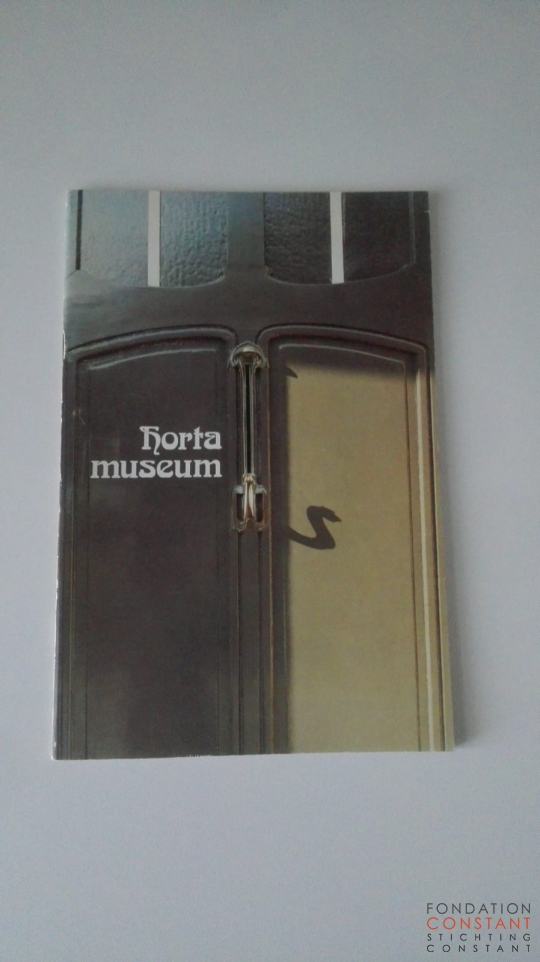 horta
museum
FONDATION
CONSTANT
STICHTING
CONSTANT